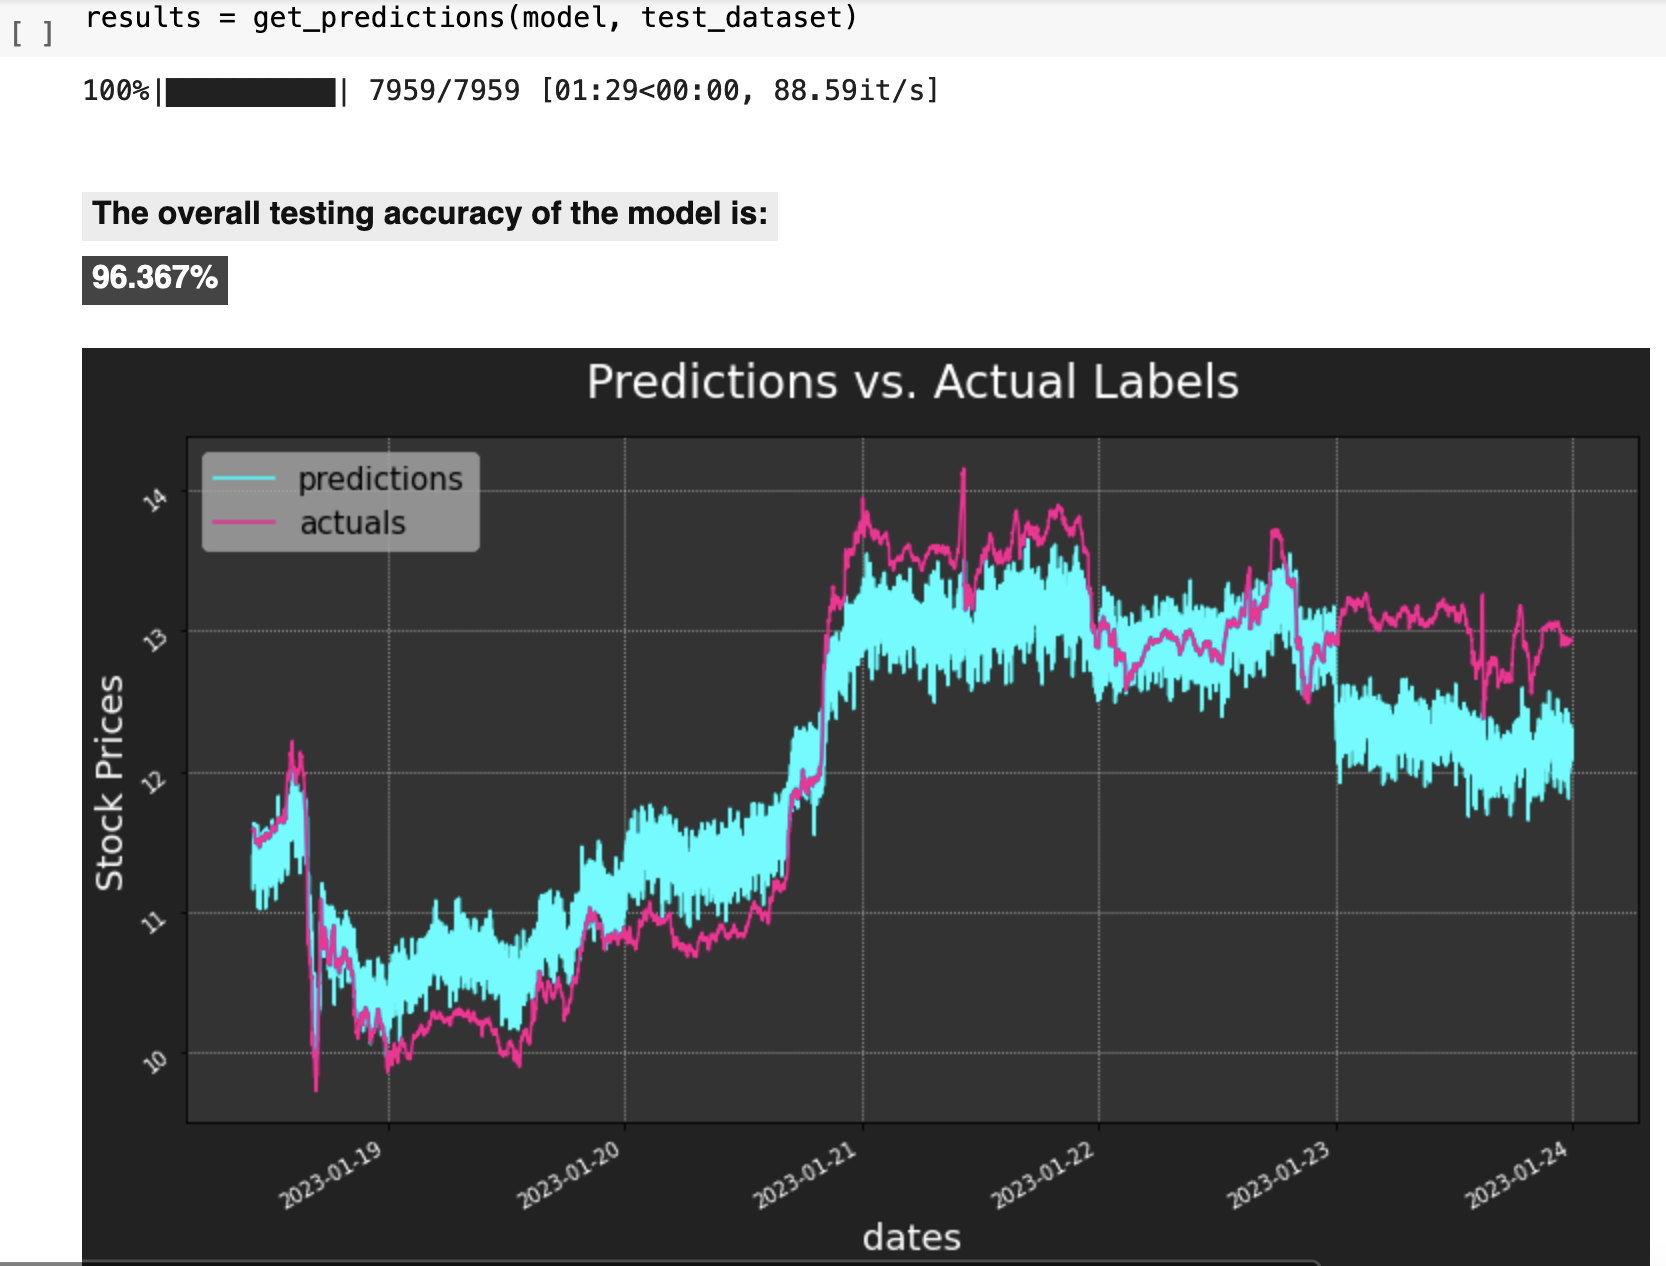 results = get_predictions(model, test_dataset)
[ ]
100%|██████████| 7959/7959 [01:29<00:00, 88.59it/s]
The overall testing accuracy of the model is:
96.367%
Predictions vs. Actual Labels
predictions
actuals
14
13
12
11
10
Stock Prices
2023-01-19
2023-01-20
2023-01-21
2023-01-22
2023-01-23
2023-01-24
dates